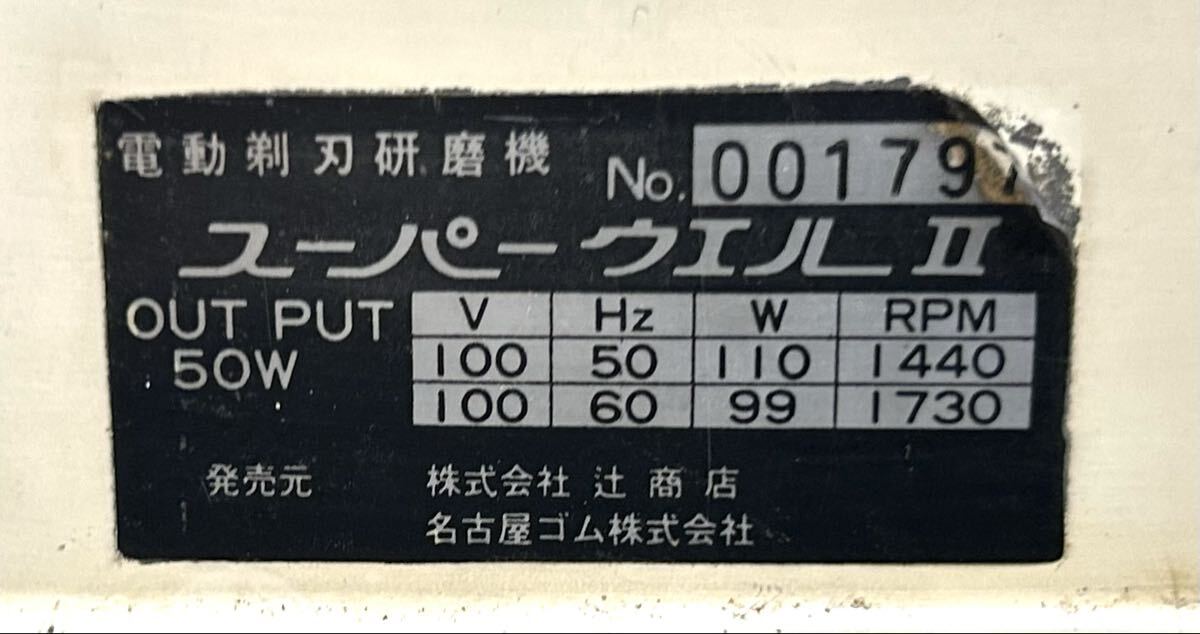 電動剃刃研磨機 No. 00179
スーパーウエル II
OUT PUT 50W
V Hz W RPM
100 50 110 1440
100 60 99 1730
発売元 株式会社 辻商店
名古屋ゴム株式会社